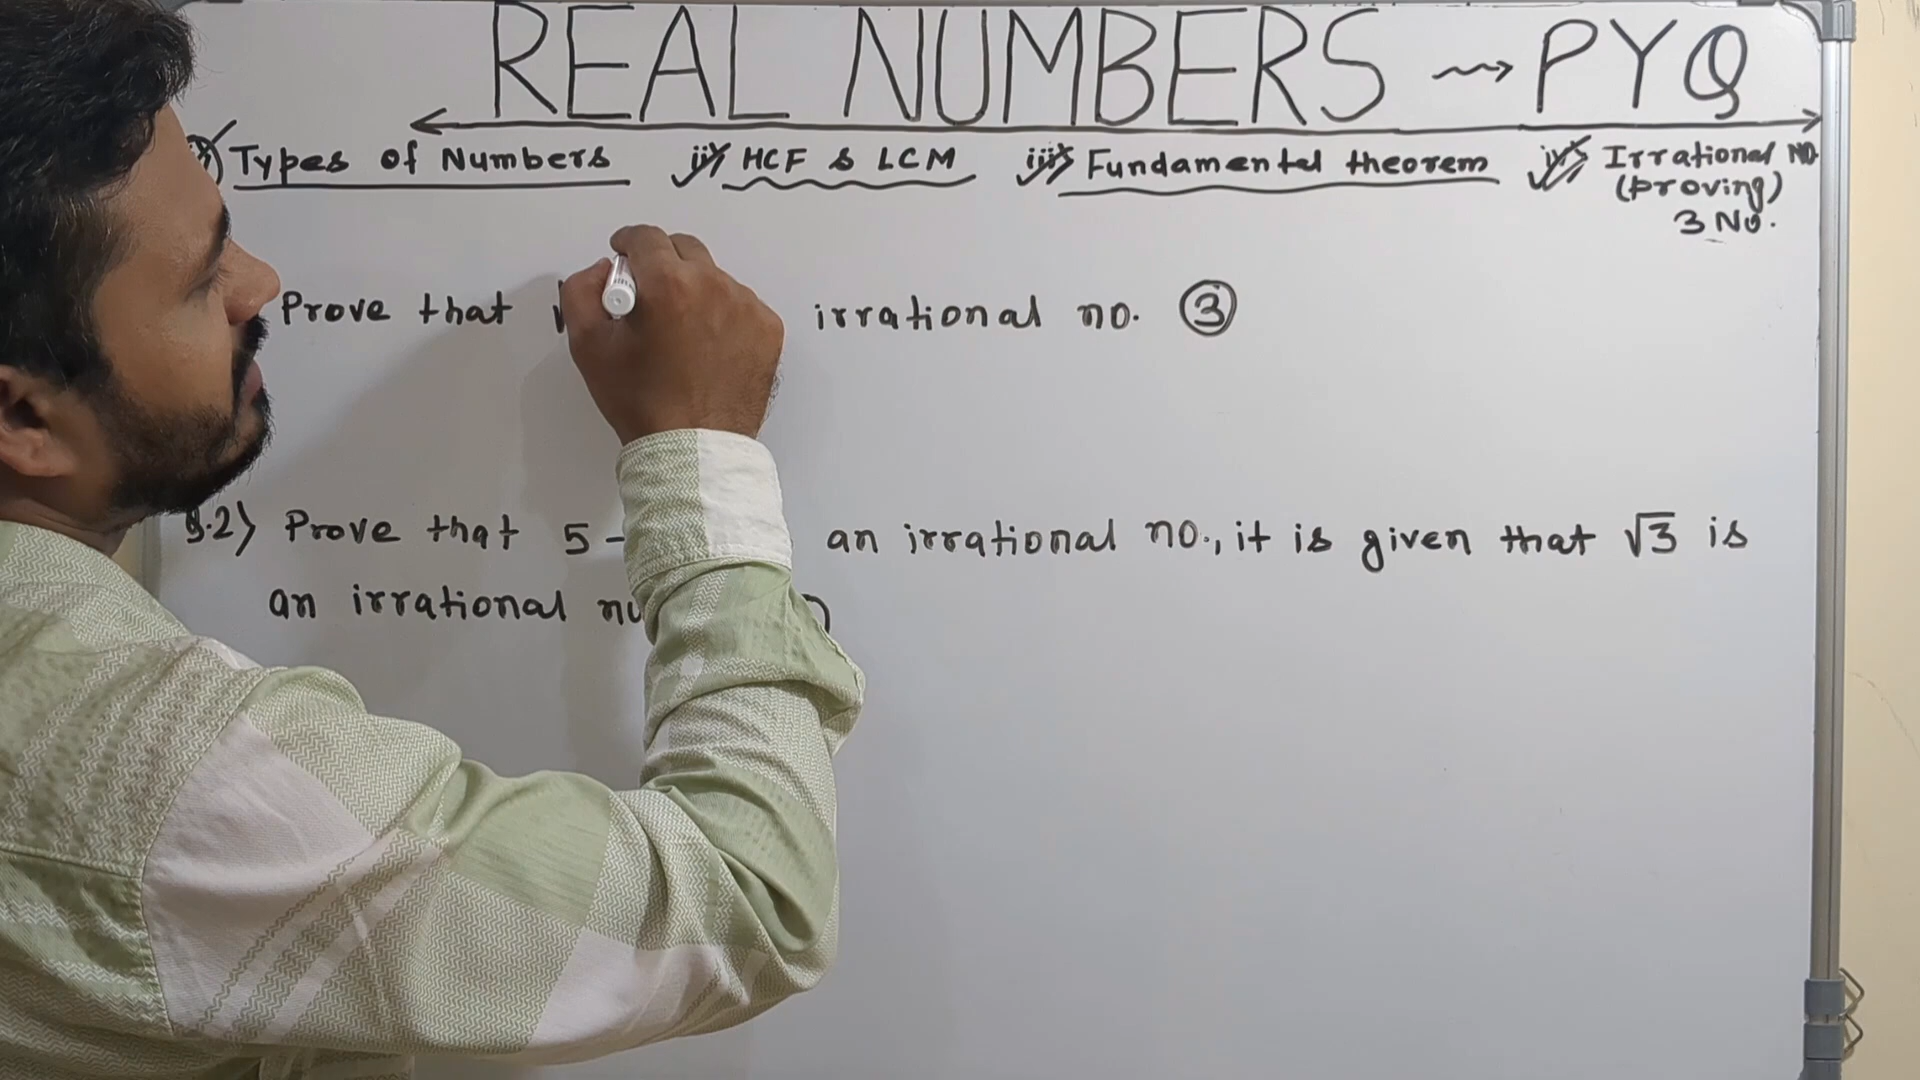 REAL NUMBERS → PYQ
Types of Numbers ii) HCF & LCM iii) Fundamental theorem iv) Irrational NO.
(proving)
3 No.
Prove that irrational no. ③
Q.2) Prove that 5 - an irrational no., it is given that √3 is
an irrational